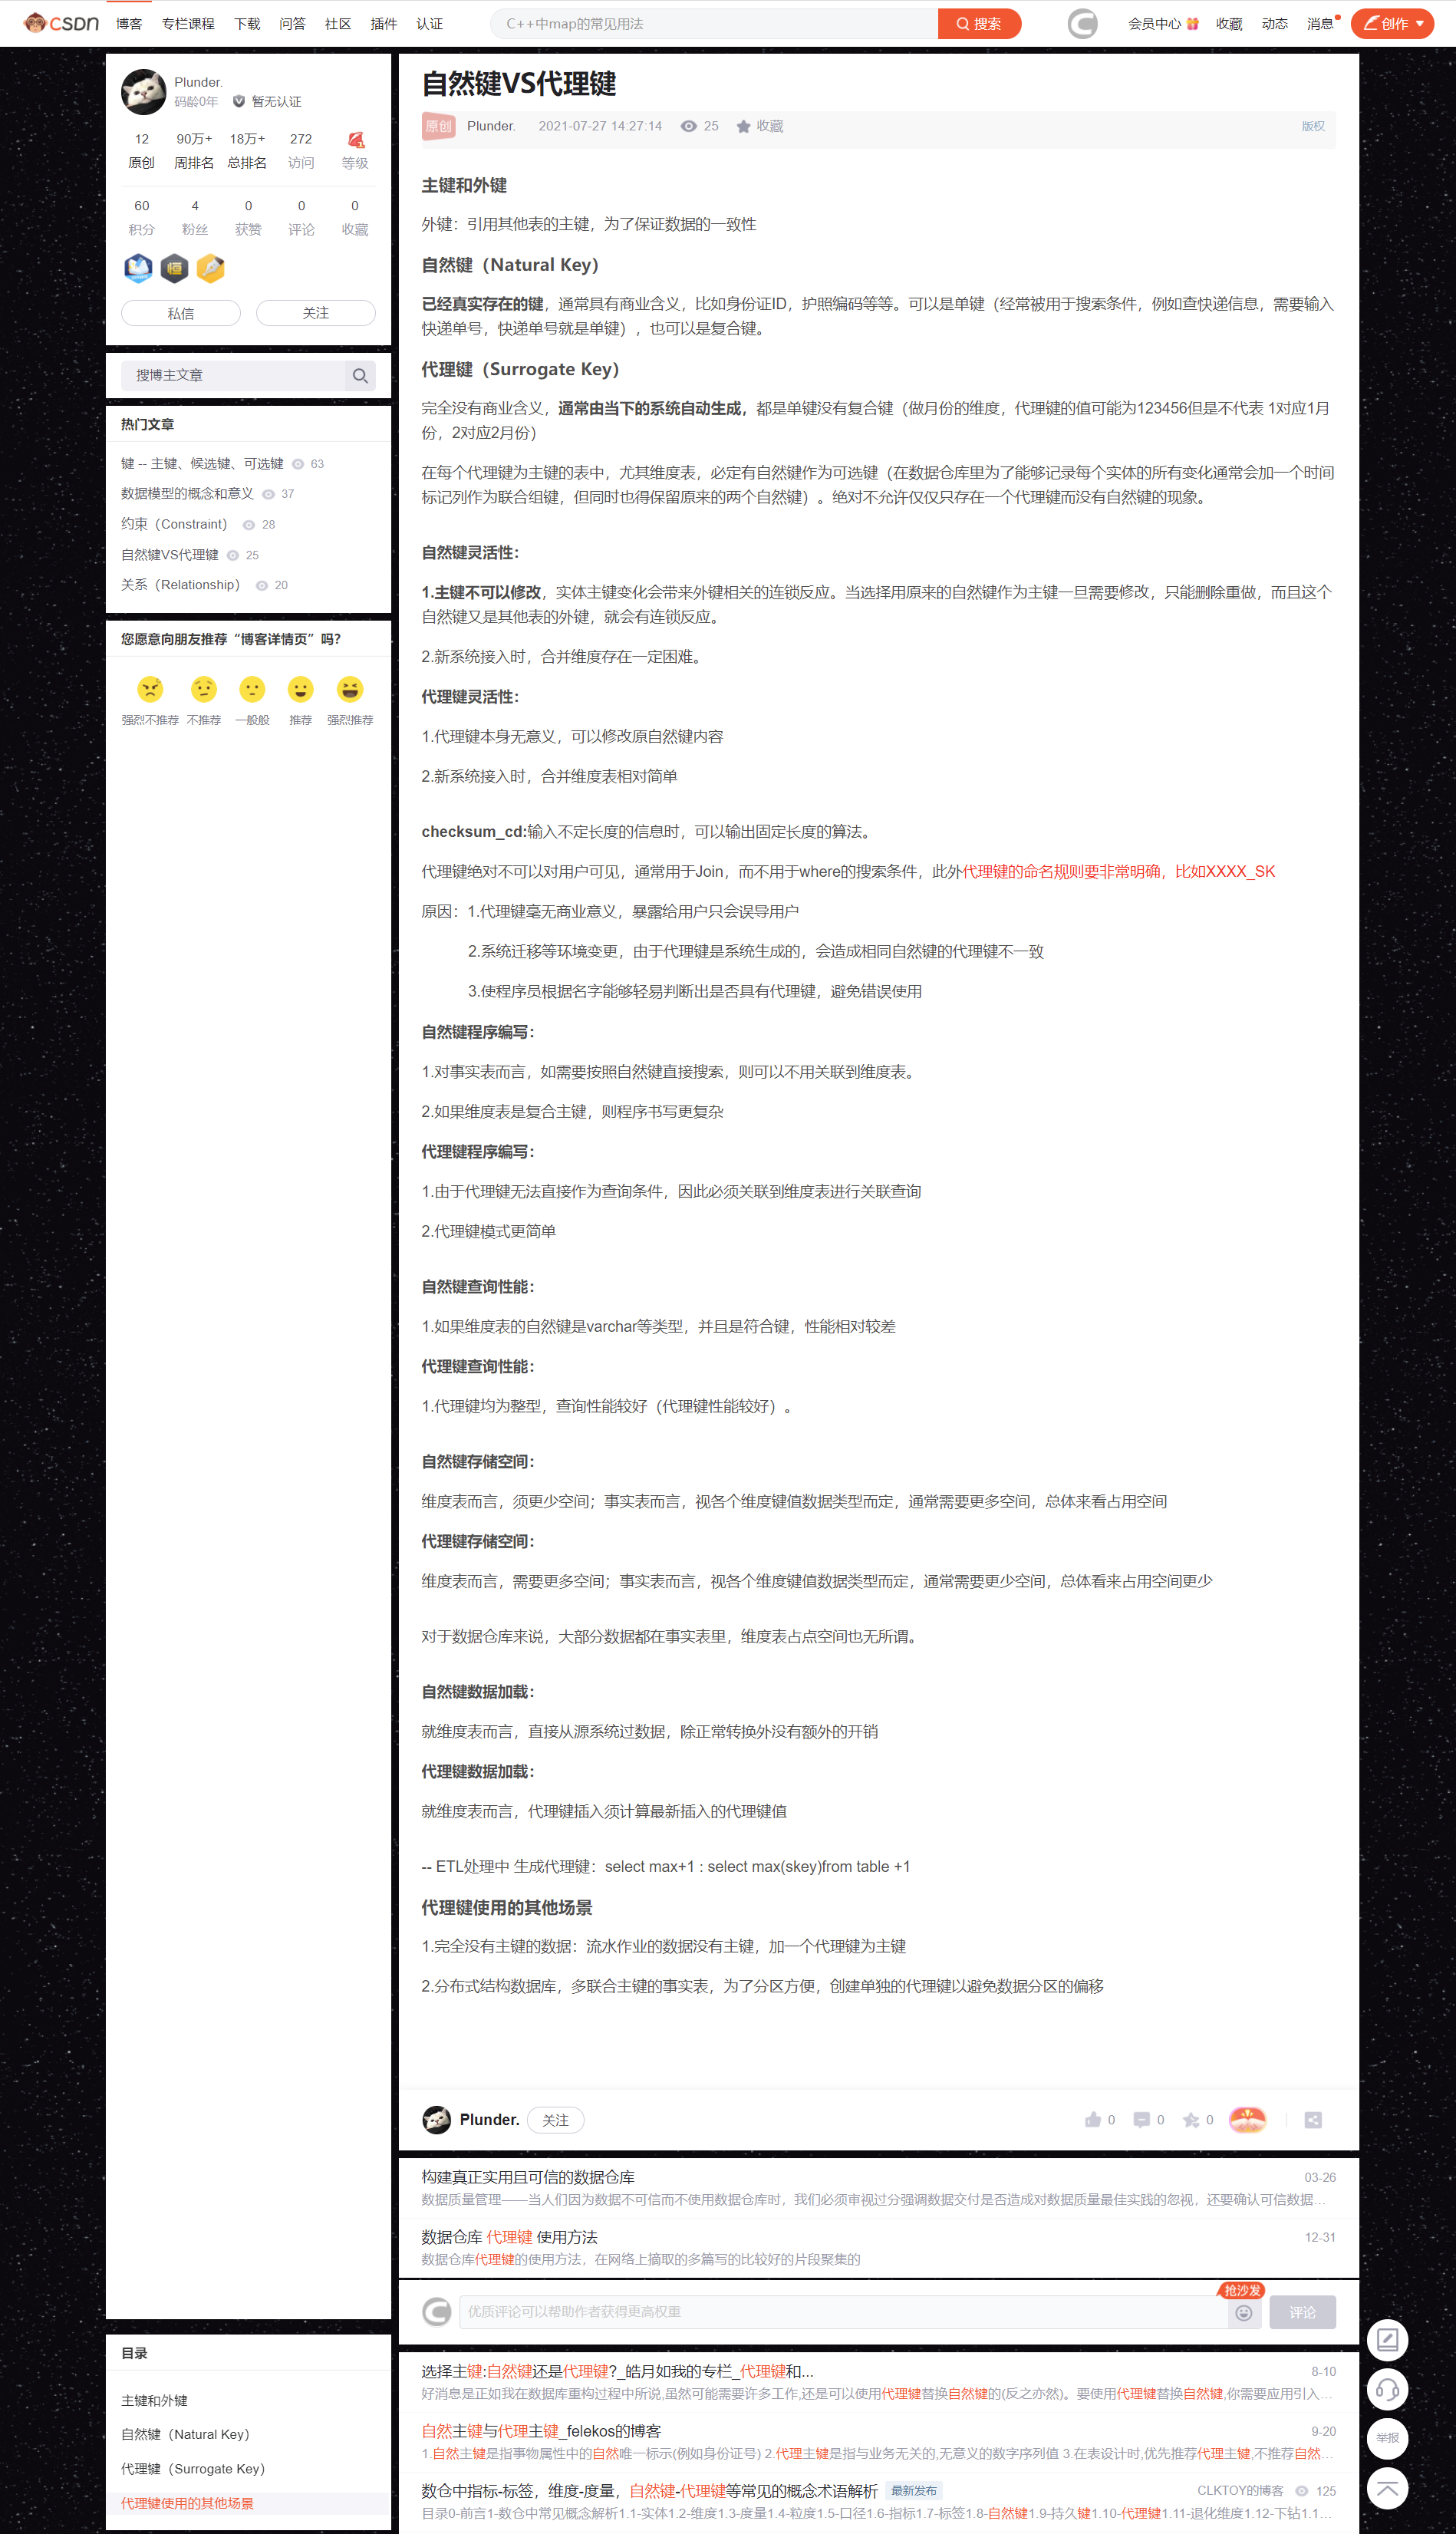 CSDN 博客 专栏课程 下载 问答 社区 插件 认证 C++中map的常见用法 搜索 会员中心 收藏 动态 消息 创作
Plunder.
码龄0年 暂无认证
12 90万+ 18万+ 272
原创 周排名 总排名 访问 等级
60 4 0 0 0
积分 粉丝 获赞 评论 收藏
恒
私信 关注
搜博主文章
热门文章
键 -- 主键、候选键、可选键 63
数据模型的概念和意义 37
约束（Constraint） 28
自然键VS代理键 25
关系（Relationship） 20
您愿意向朋友推荐“博客详情页”吗？
强烈不推荐 不推荐 一般般 推荐 强烈推荐
目录
主键和外键
自然键（Natural Key）
代理键（Surrogate Key）
代理键使用的其他场景
自然键VS代理键
原创 Plunder. 2021-07-27 14:27:14 25 收藏 版权
主键和外键
外键：引用其他表的主键，为了保证数据的一致性
自然键（Natural Key）
已经真实存在的键，通常具有商业含义，比如身份证ID，护照编码等等。可以是单键（经常被用于搜索条件，例如查快递信息，需要输入
快递单号，快递单号就是单键），也可以是复合键。
代理键（Surrogate Key）
完全没有商业含义，通常由当下的系统自动生成，都是单键没有复合键（做月份的维度，代理键的值可能为123456但是不代表 1对应1月
份，2对应2月份）
在每个代理键为主键的表中，尤其维度表，必定有自然键作为可选键（在数据仓库里为了能够记录每个实体的所有变化通常会加一个时间
标记列作为联合组键，但同时也得保留原来的两个自然键）。绝对不允许仅仅只存在一个代理键而没有自然键的现象。
自然键灵活性：
1.主键不可以修改，实体主键变化会带来外键相关的连锁反应。当选择用原来的自然键作为主键一旦需要修改，只能删除重做，而且这个
自然键又是其他表的外键，就会有连锁反应。
2.新系统接入时，合并维度存在一定困难。
代理键灵活性：
1.代理键本身无意义，可以修改原自然键内容
2.新系统接入时，合并维度表相对简单
checksum_cd:输入不定长度的信息时，可以输出固定长度的算法。
代理键绝对不可以对用户可见，通常用于Join，而不用于where的搜索条件，此外代理键的命名规则要非常明确，比如XXXX_SK
原因：1.代理键毫无商业意义，暴露给用户只会误导用户
2.系统迁移等环境变更，由于代理键是系统生成的，会造成相同自然键的代理键不一致
3.使程序员根据名字能够轻易判断出是否具有代理键，避免错误使用
自然键程序编写：
1.对事实表而言，如需要按照自然键直接搜索，则可以不用关联到维度表。
2.如果维度表是复合主键，则程序书写更复杂
代理键程序编写：
1.由于代理键无法直接作为查询条件，因此必须关联到维度表进行关联查询
2.代理键模式更简单
自然键查询性能：
1.如果维度表的自然键是varchar等类型，并且是符合键，性能相对较差
代理键查询性能：
1.代理键均为整型，查询性能较好（代理键性能较好）。
自然键存储空间：
维度表而言，须更少空间；事实表而言，视各个维度键值数据类型而定，通常需要更多空间，总体来看占用空间
代理键存储空间：
维度表而言，需要更多空间；事实表而言，视各个维度键值数据类型而定，通常需要更少空间，总体看来占用空间更少
对于数据仓库来说，大部分数据都在事实表里，维度表占点空间也无所谓。
自然键数据加载：
就维度表而言，直接从源系统过数据，除正常转换外没有额外的开销
代理键数据加载：
就维度表而言，代理键插入须计算最新插入的代理键值
-- ETL处理中 生成代理键：select max+1 : select max(skey)from table +1
代理键使用的其他场景
1.完全没有主键的数据：流水作业的数据没有主键，加一个代理键为主键
2.分布式结构数据库，多联合主键的事实表，为了分区方便，创建单独的代理键以避免数据分区的偏移
Plunder. 关注 0 0 0
构建真正实用且可信的数据仓库 03-26
数据质量管理——当人们因为数据不可信而不使用数据仓库时，我们必须审视过分强调数据交付是否造成对数据质量最佳实践的忽视，还要确认可信数据...
数据仓库 代理键 使用方法 12-31
数据仓库代理键的使用方法，在网络上摘取的多篇写的比较好的片段聚集的
抢沙发
优质评论可以帮助作者获得更高权重 评论
选择主键:自然键还是代理键?_皓月如我的专栏_代理键和... 8-10
好消息是正如我在数据库重构过程中所说,虽然可能需要许多工作,还是可以使用代理键替换自然键的(反之亦然)。要使用代理键替换自然键,你需要应用引入...
自然主键与代理主键_felekos的博客 9-20
1.自然主键是指事物属性中的自然唯一标示(例如身份证号) 2.代理主键是指与业务无关的,无意义的数字序列值 3.在表设计时,优先推荐代理主键,不推荐自然...
数仓中指标-标签，维度-度量，自然键-代理键等常见的概念术语解析 最新发布 CLKTOY的博客 125
目录0-前言1-数仓中常见概念解析1.1-实体1.2-维度1.3-度量1.4-粒度1.5-口径1.6-指标1.7-标签1.8-自然键1.9-持久键1.10-代理键1.11-退化维度1.12-下钻1.1...
举报